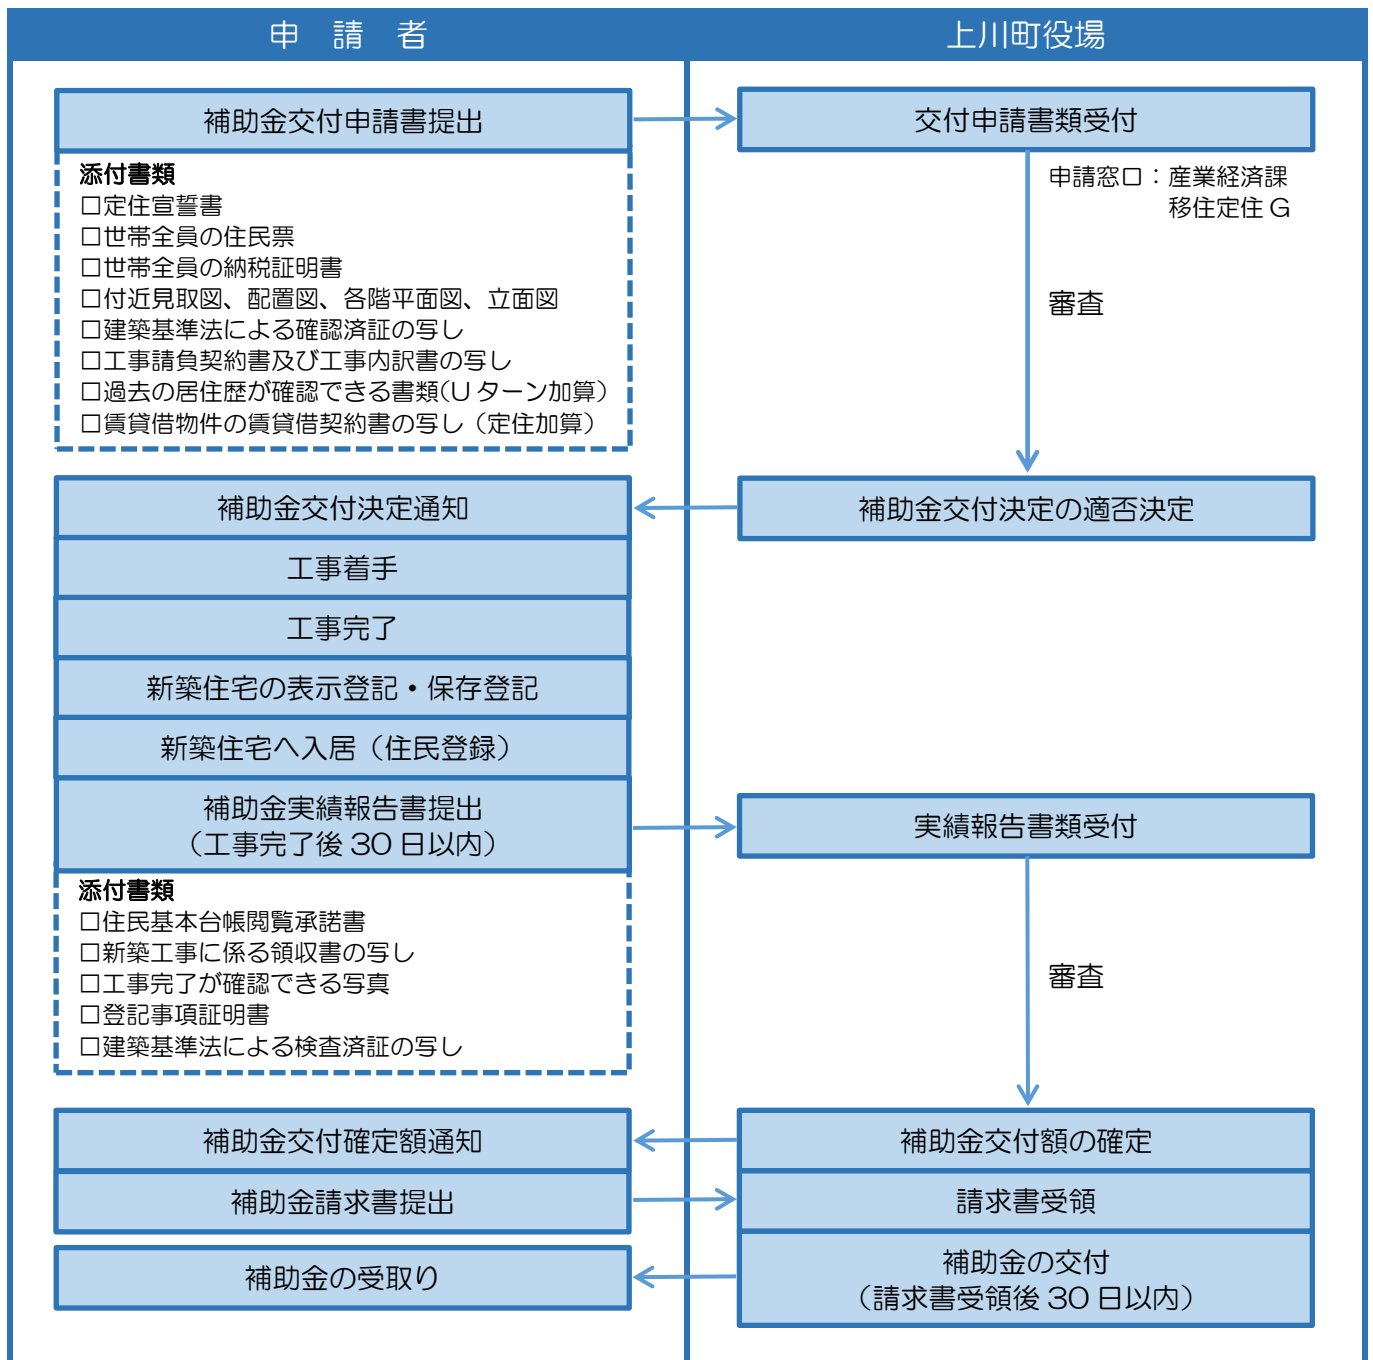 申 請 者
上川町役場
補助金交付申請書提出
交付申請書類受付
添付書類
□定住宣誓書
□世帯全員の住民票
□世帯全員の納税証明書
□付近見取図、配置図、各階平面図、立面図
□建築基準法による確認済証の写し
□工事請負契約書及び工事内訳書の写し
□過去の居住歴が確認できる書類(Uターン加算)
□賃貸借物件の賃貸借契約書の写し（定住加算）
申請窓口：産業経済課
移住定住 G
審査
補助金交付決定通知
補助金交付決定の適否決定
工事着手
工事完了
新築住宅の表示登記・保存登記
新築住宅へ入居（住民登録）
補助金実績報告書提出
（工事完了後 30 日以内）
実績報告書類受付
添付書類
□住民基本台帳閲覧承諾書
□新築工事に係る領収書の写し
□工事完了が確認できる写真
□登記事項証明書
□建築基準法による検査済証の写し
審査
補助金交付確定額通知
補助金交付額の確定
補助金請求書提出
請求書受領
補助金の受取り
補助金の交付
（請求書受領後 30 日以内）